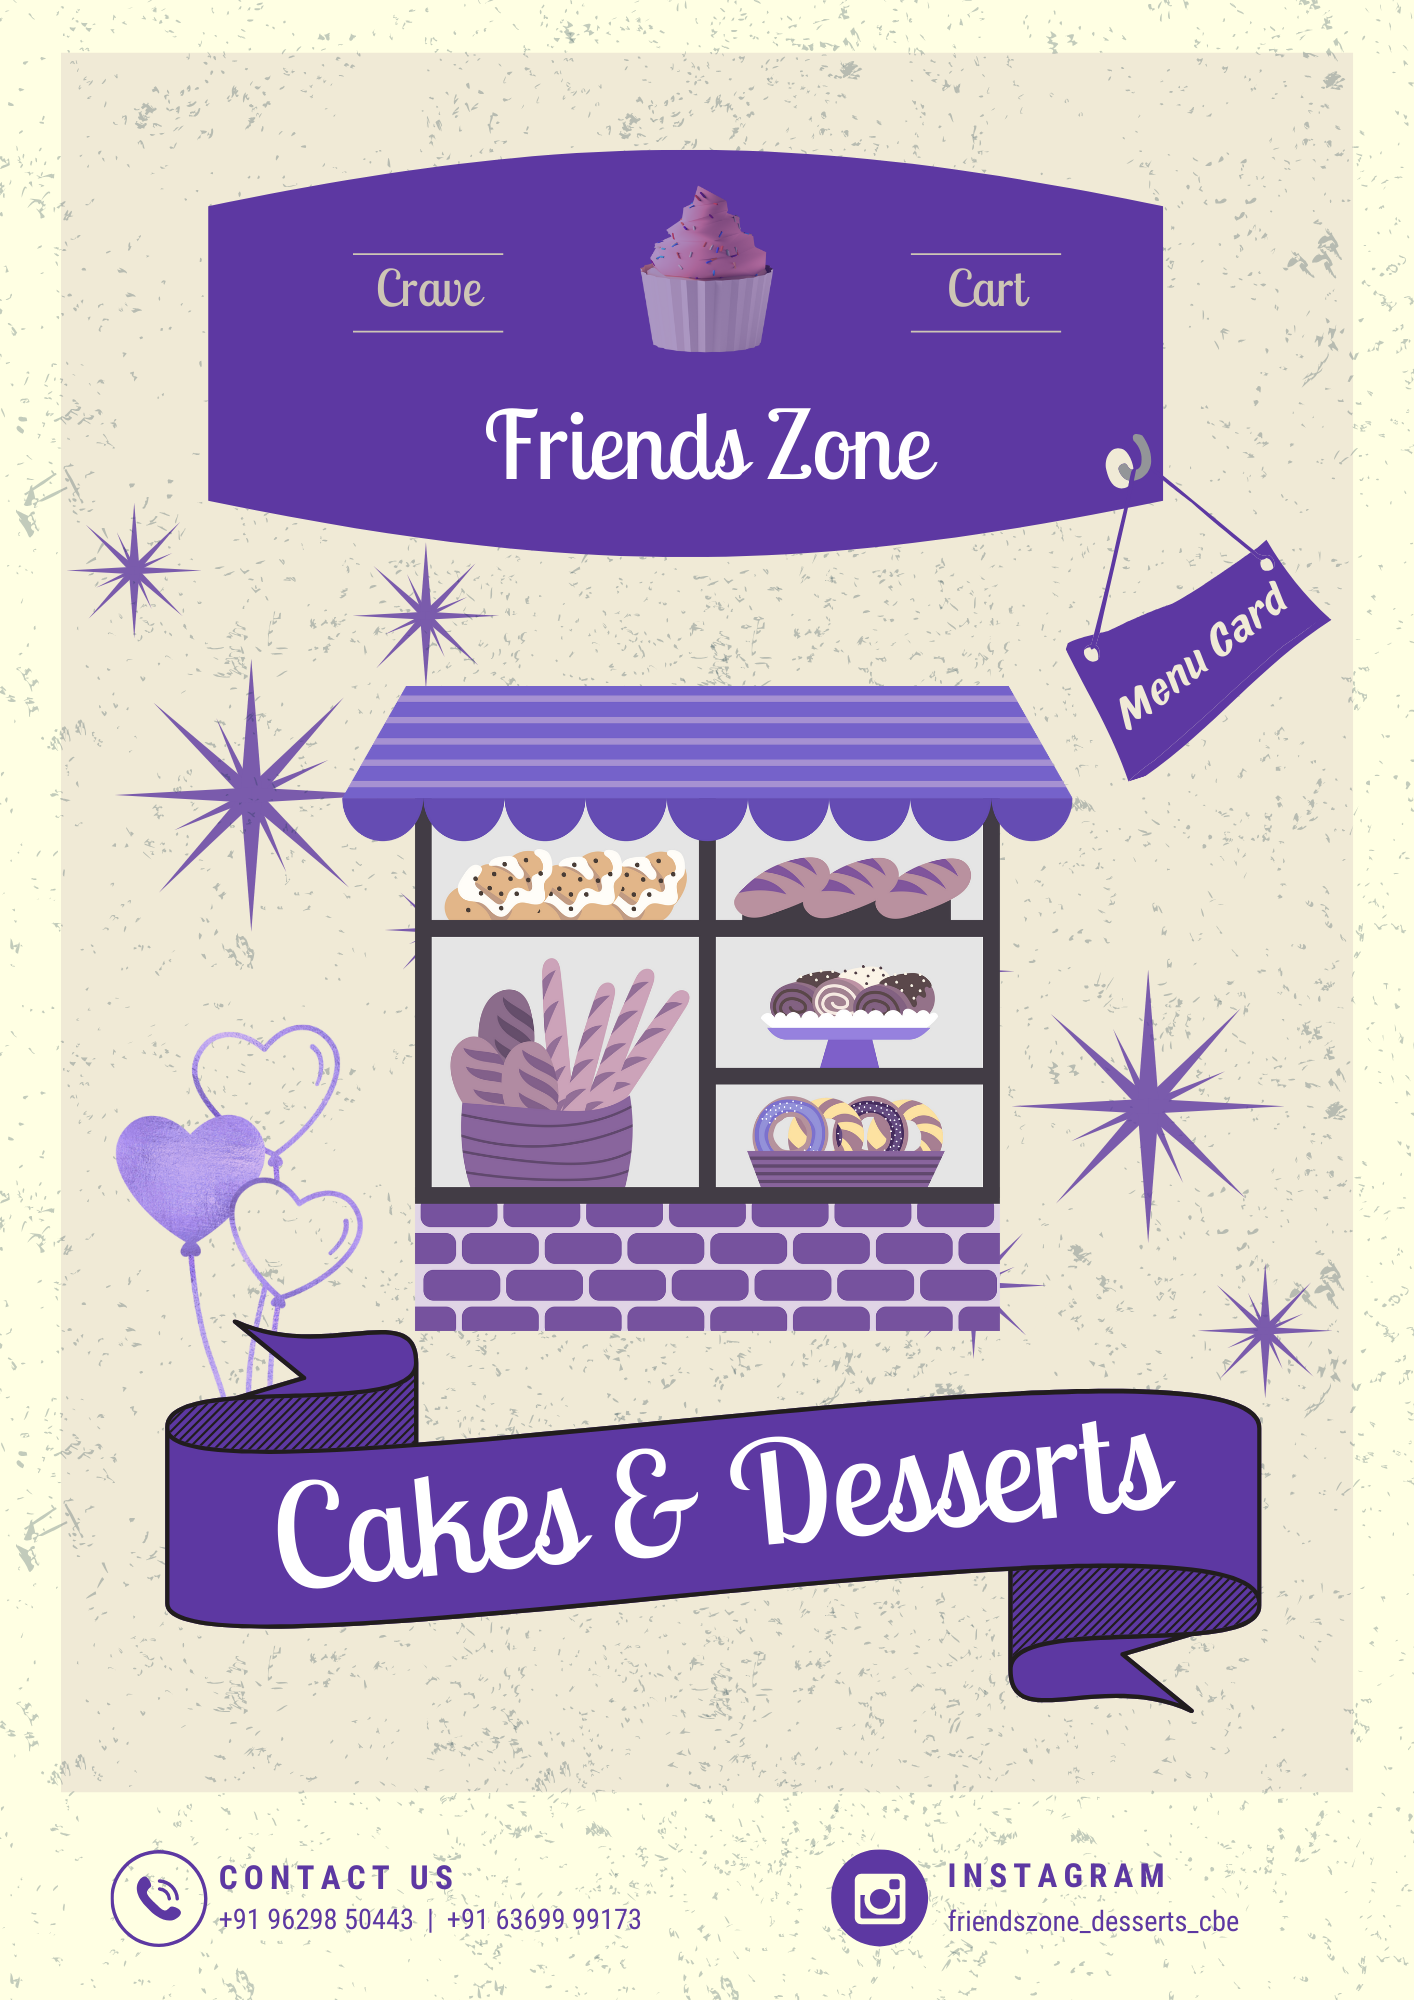 Crave
Cart
Friends Zone
Menu Card
Cakes & Desserts
CONTACT US
+91 96298 50443 | +91 63699 99173
INSTAGRAM
friendszone_desserts_cbe